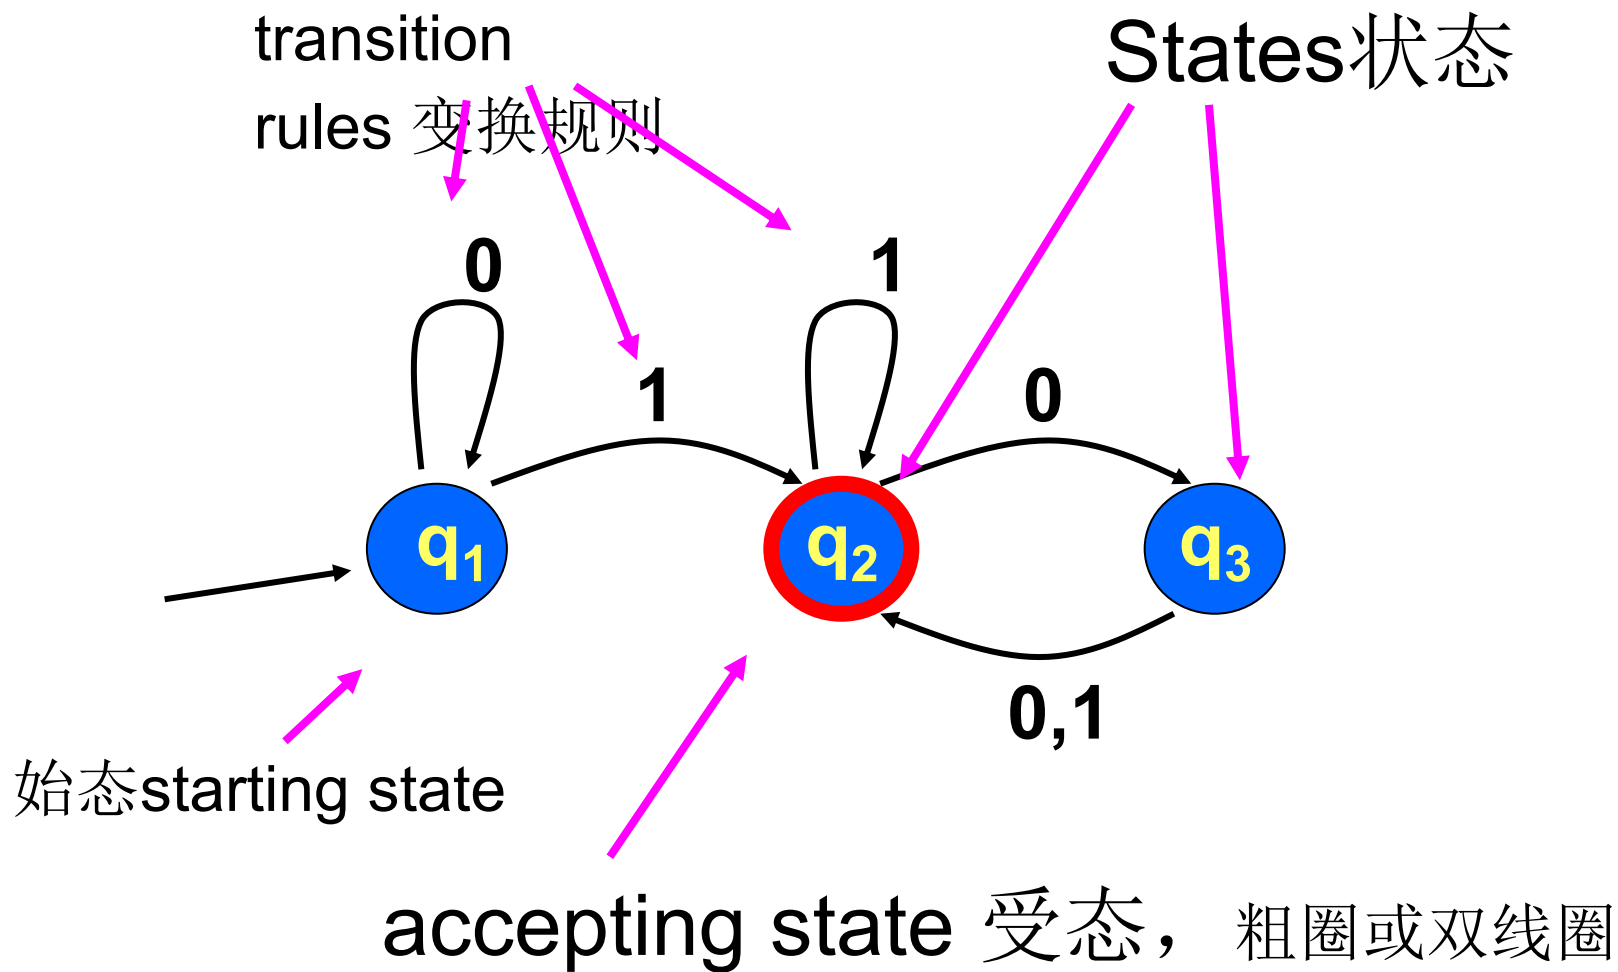 transition
rules 变换规则
States状态
0
1
1
0
q1
q2
q3
0,1
始态starting state
accepting state 受态，粗圈或双线圈